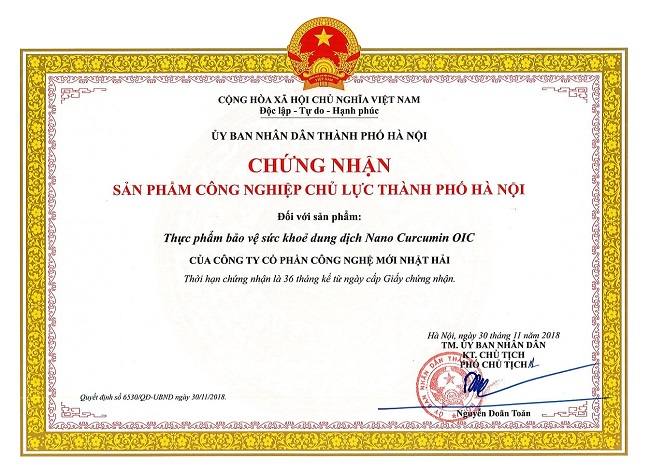 CỘNG HÒA XÃ HỘI CHỦ NGHĨA VIỆT NAM
Độc lập - Tự do - Hạnh phúc
ỦY BAN NHÂN DÂN THÀNH PHỐ HÀ NỘI
CHỨNG NHẬN
SẢN PHẨM CÔNG NGHIỆP CHỦ LỰC THÀNH PHỐ HÀ NỘI
Đối với sản phẩm:
Thực phẩm bảo vệ sức khoẻ dung dịch Nano Curcumin OIC
CỦA CÔNG TY CỔ PHẦN CÔNG NGHỆ MỚI NHẬT HẢI
Thời hạn chứng nhận là 36 tháng kể từ ngày cấp Giấy chứng nhận.
Hà Nội, ngày 30 tháng 11 năm 2018
TM. ỦY BAN NHÂN DÂN
KT. CHỦ TỊCH
PHÓ CHỦ TỊCH
Quyết định số 6530/QĐ-UBND ngày 30/11/2018.
Nguyễn Doãn Toản